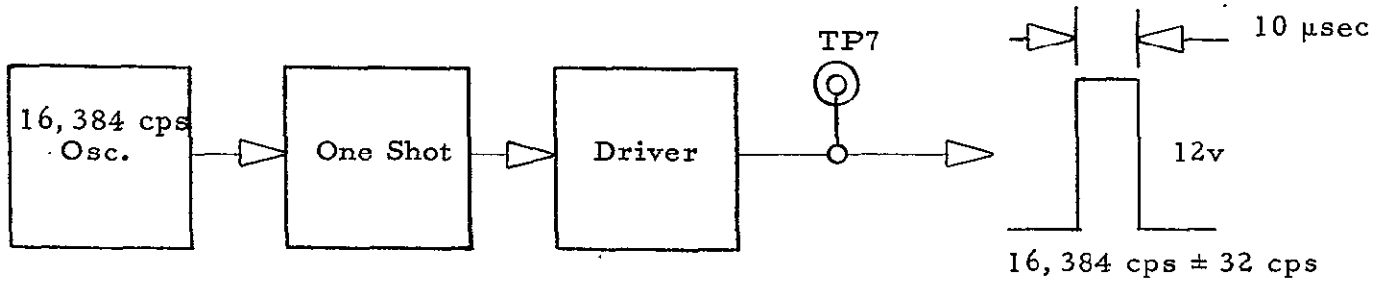 16,384 cps
Osc.
One Shot
Driver
TP7
10 μsec
12v
16,384 cps ± 32 cps